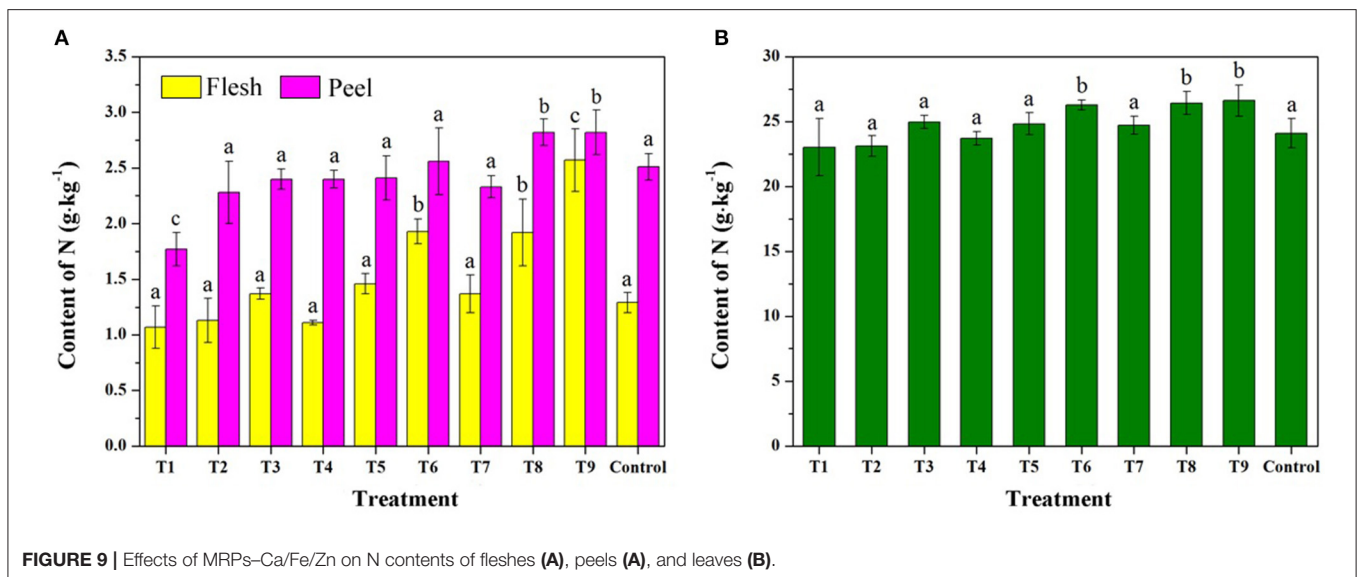 A
B
3.5
3.0
2.5
2.0
1.5
1.0
0.5
0.0
Content of N (g·kg⁻¹)
Flesh
Peel
a c
a a
a a
a a
a a
b a
a a
b b
c b
a a
T1 T2 T3 T4 T5 T6 T7 T8 T9 Control
Treatment
30
25
20
15
10
5
0
Content of N (g·kg⁻¹)
a a a a a b a b b a
T1 T2 T3 T4 T5 T6 T7 T8 T9 Control
Treatment
FIGURE 9 | Effects of MRPs–Ca/Fe/Zn on N contents of fleshes (A), peels (A), and leaves (B).